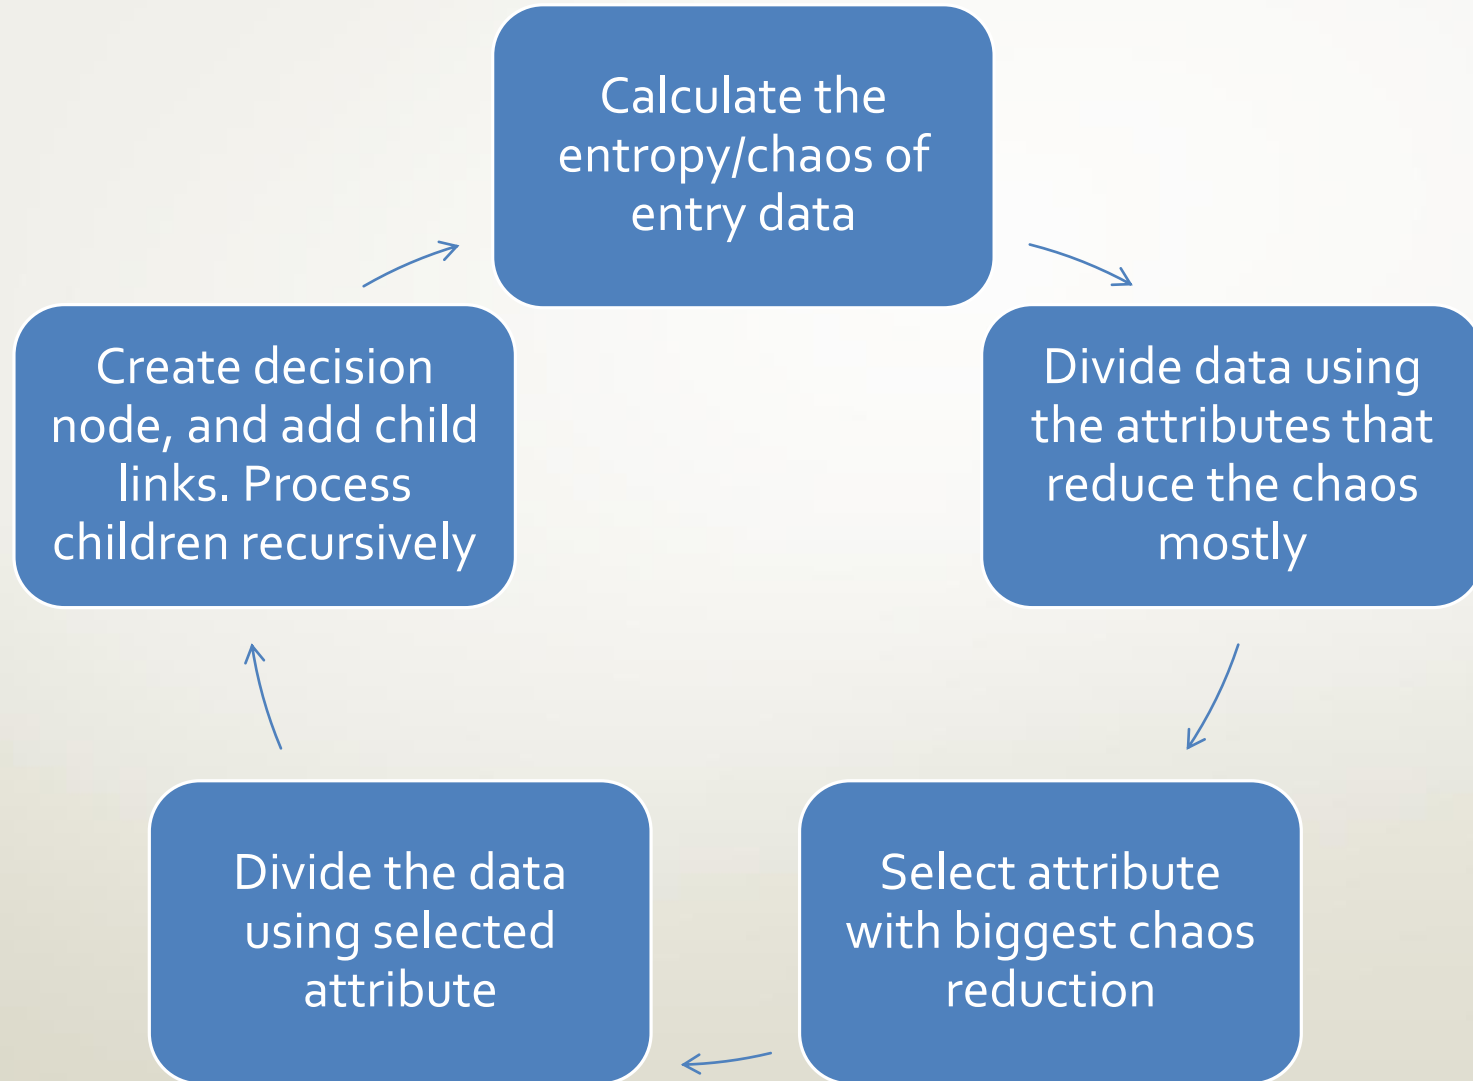 Calculate the
entropy/chaos of
entry data
Divide data using
the attributes that
reduce the chaos
mostly
Select attribute
with biggest chaos
reduction
Divide the data
using selected
attribute
Create decision
node, and add child
links. Process
children recursively